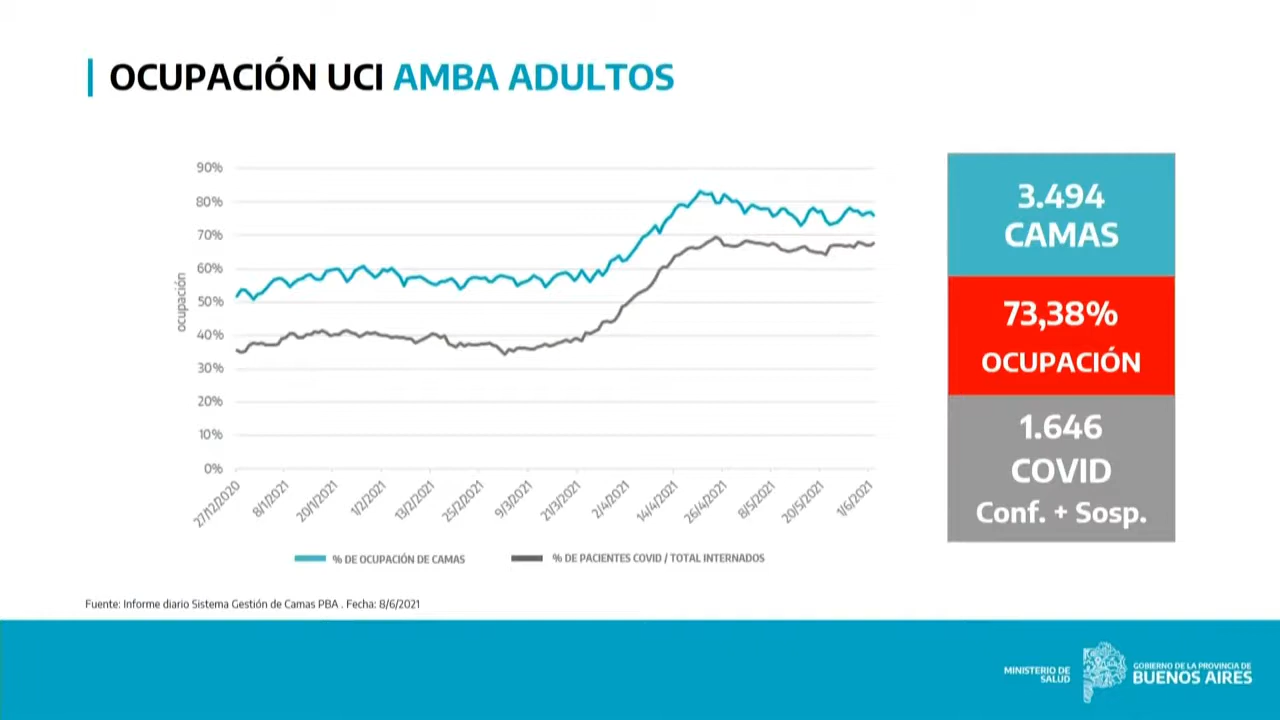 OCUPACIÓN UCI AMBA ADULTOS
90%
80%
70%
60%
50%
40%
30%
20%
10%
0%
ocupación
27/12/2020
8/1/2021
20/1/2021
1/2/2021
13/2/2021
25/2/2021
9/3/2021
21/3/2021
2/4/2021
14/4/2021
26/4/2021
8/5/2021
20/5/2021
1/6/2021
% DE OCUPACIÓN DE CAMAS
% DE PACIENTES COVID / TOTAL INTERNADOS
3.494
CAMAS
73,38%
OCUPACIÓN
1.646
COVID
Conf. + Sosp.
Fuente: Informe diario Sistema Gestión de Camas PBA . Fecha: 8/6/2021
MINISTERIO DE
SALUD
GOBIERNO DE LA PROVINCIA DE
BUENOS AIRES